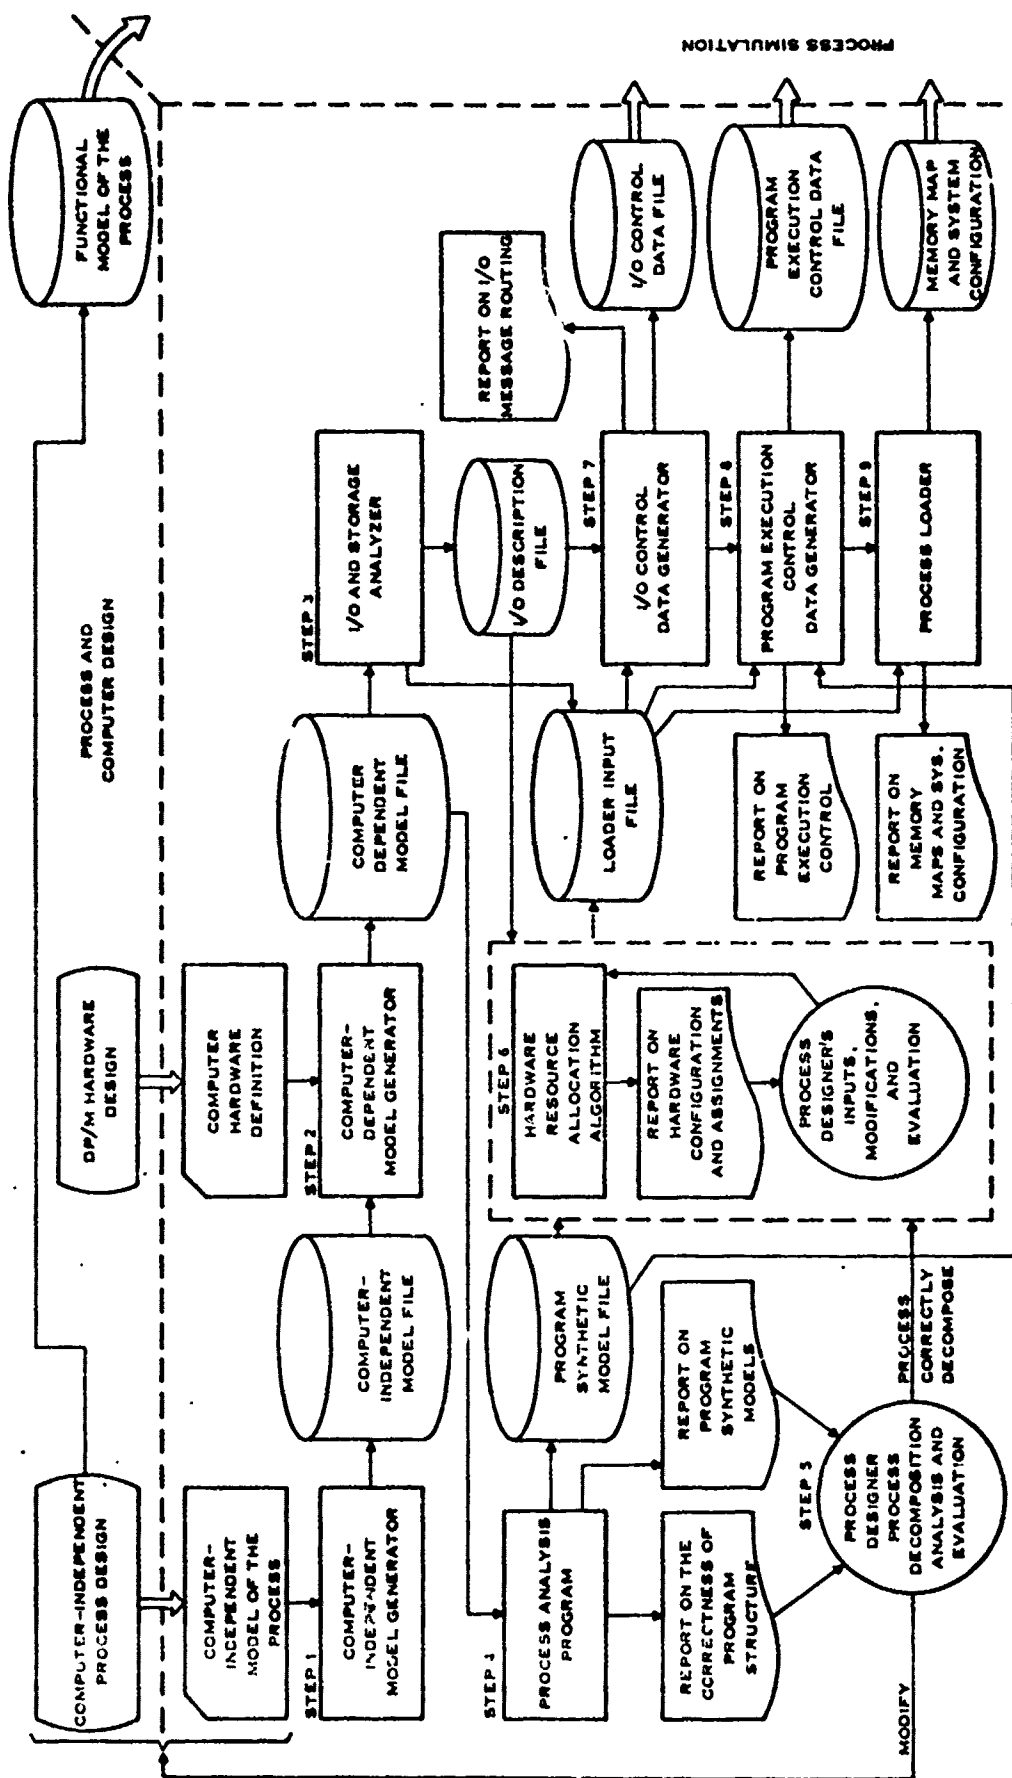 COMPUTER-INDEPENDENT
PROCESS DESIGN
DP/M HARDWARE
DESIGN
PROCESS AND
COMPUTER DESIGN
FUNCTIONAL
MODEL OF THE
PROCESS
COMPUTER-
INDEPENDENT
MODEL OF THE
PROCESS
COMPUTER
HARDWARE
DEFINITION
STEP 1
COMPUTER-
INDEPENDENT
MODEL GENERATOR
COMPUTER-
INDEPENDENT
MODEL FILE
STEP 2
COMPUTER-
DEPENDENT
MODEL GENERATOR
COMPUTER
DEPENDENT
MODEL FILE
STEP 3
I/O AND STORAGE
ANALYZER
I/O DESCRIPTION
FILE
REPORT ON I/O
MESSAGE ROUTING
STEP 4
PROCESS ANALYSIS
PROGRAM
PROGRAM
SYNTHETIC
MODEL FILE
STEP 6
HARDWARE
RESOURCE
ALLOCATION
ALGORITHM
LOADER INPUT
FILE
STEP 7
I/O CONTROL
DATA GENERATOR
I/O CONTROL
DATA FILE
REPORT ON THE
CORRECTNESS OF
PROGRAM
STRUCTURE
REPORT ON
PROGRAM
SYNTHETIC
MODELS
REPORT ON
HARDWARE
CONFIGURATION
AND ASSIGNMENTS
REPORT ON
PROGRAM
EXECUTION
CONTROL
STEP 8
PROGRAM EXECUTION
CONTROL
DATA GENERATOR
PROGRAM
EXECUTION
CONTROL DATA
FILE
STEP 5
PROCESS
DESIGNER
PROCESS
DECOMPOSITION
ANALYSIS AND
EVALUATION
PROCESS
CORRECTLY
DECOMPOSE
PROCESS
DESIGNER'S
INPUTS,
MODIFICATIONS,
AND
EVALUATION
REPORT ON
MEMORY
MAPS AND SYS.
CONFIGURATION
STEP 9
PROCESS LOADER
MEMORY MAP
AND SYSTEM
CONFIGURATION
MODIFY
PROCESS SIMULATION